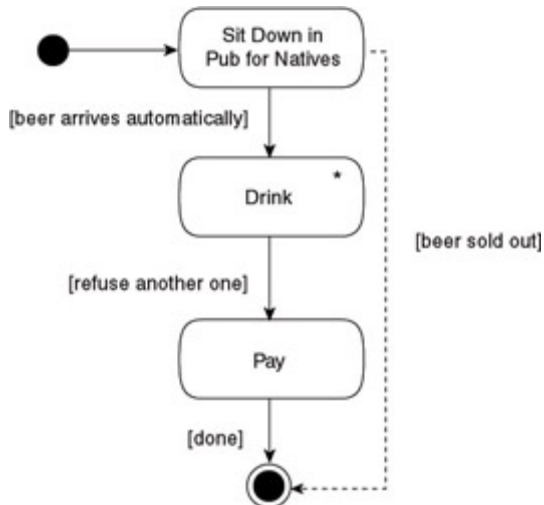 Sit Down in
Pub for Natives
[beer arrives automatically]
*
Drink
[beer sold out]
[refuse another one]
Pay
[done]